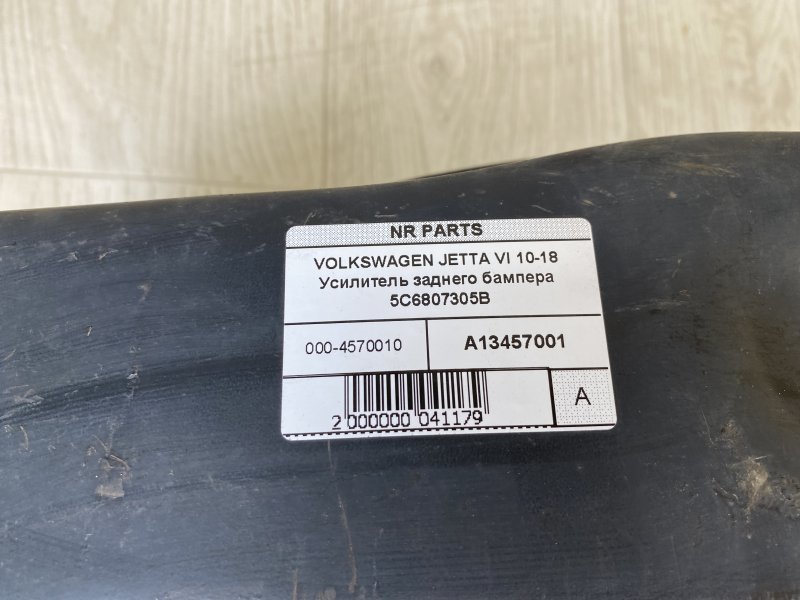 NR PARTS
VOLKSWAGEN JETTA VI 10-18
Усилитель заднего бампера
5C6807305B
000-4570010
A13457001
2 000000 041179
A